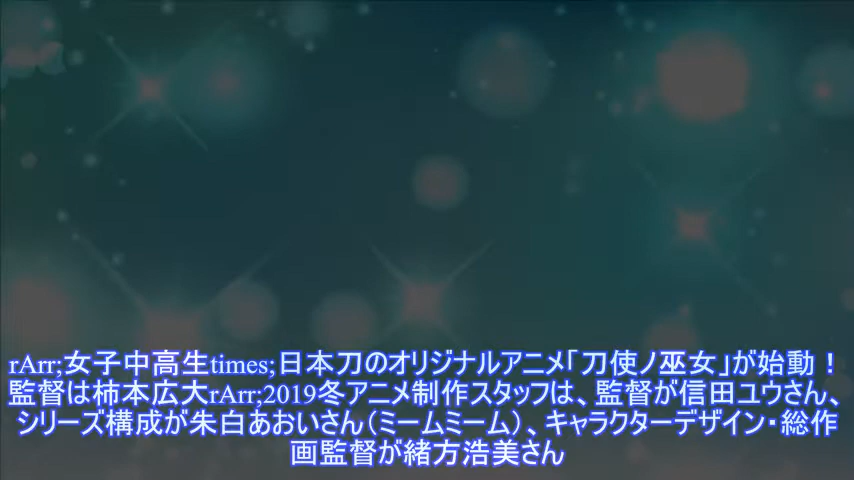 rArr;女子中高生times;日本刀のオリジナルアニメ「刀使ノ巫女」が始動！
監督は柿本広大rArr;2019冬アニメ制作スタッフは、監督が信田ユウさん、
シリーズ構成が朱白あおいさん（ミームミーム）、キャラクターデザイン・総作
画監督が緒方浩美さん